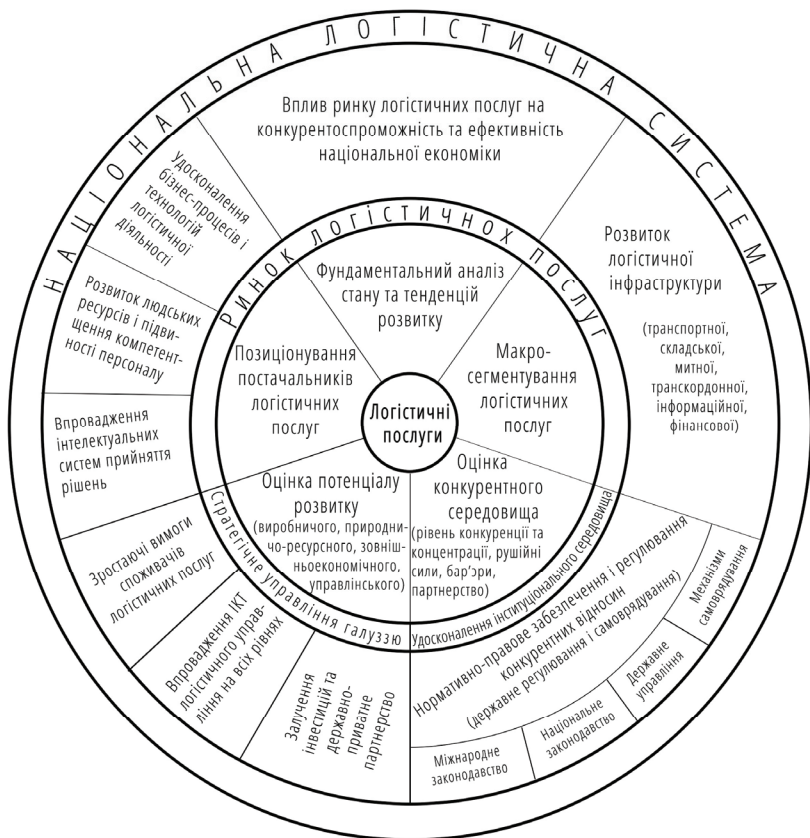 НАЦІОНАЛЬНА ЛОГІСТИЧНА СИСТЕМА
Вплив ринку логістичних послуг на
конкурентоспроможність та ефективність
національної економіки
Удосконалення
бізнес-процесів і
технологій
логістичної
діяльності
Розвиток людських
ресурсів і підви-
щення компетент-
ності персоналу
Впровадження
інтелектуальних
систем прийняття
рішень
Зростаючі вимоги
споживачів
логістичних послуг
Впровадження ІКТ
логістичного управ-
ління на всіх рівнях
Залучення
інвестицій та
державно-
приватне
партнерство
Розвиток
логістичної
інфраструктури
(транспортної,
складської,
митної,
транскордонної,
інформаційної,
фінансової)
РИНОК ЛОГІСТИЧНОХ ПОСЛУГ
Фундаментальний аналіз
стану та тенденцій
розвитку
Позиціонування
постачальників
логістичних
послуг
Макро-
сегментування
логістичних
послуг
Логістичні
послуги
Оцінка потенціалу
розвитку
(виробничого, природни-
чо-ресурсного, зовніш-
ньоекономічного,
управлінського)
Оцінка
конкурентного
середовища
(рівень конкуренції та
концентрації, рушійні
сили, бар'єри,
партнерство)
Стратегічне управління галуззю
Удосконалення інституціонального середовища
Нормативно-правове забезпечення і регулювання
конкурентних відносин
(державне регулювання і самоврядування)
Міжнародне
законодавство
Національне
законодавство
Державне
управління
Механізми
самоврядування